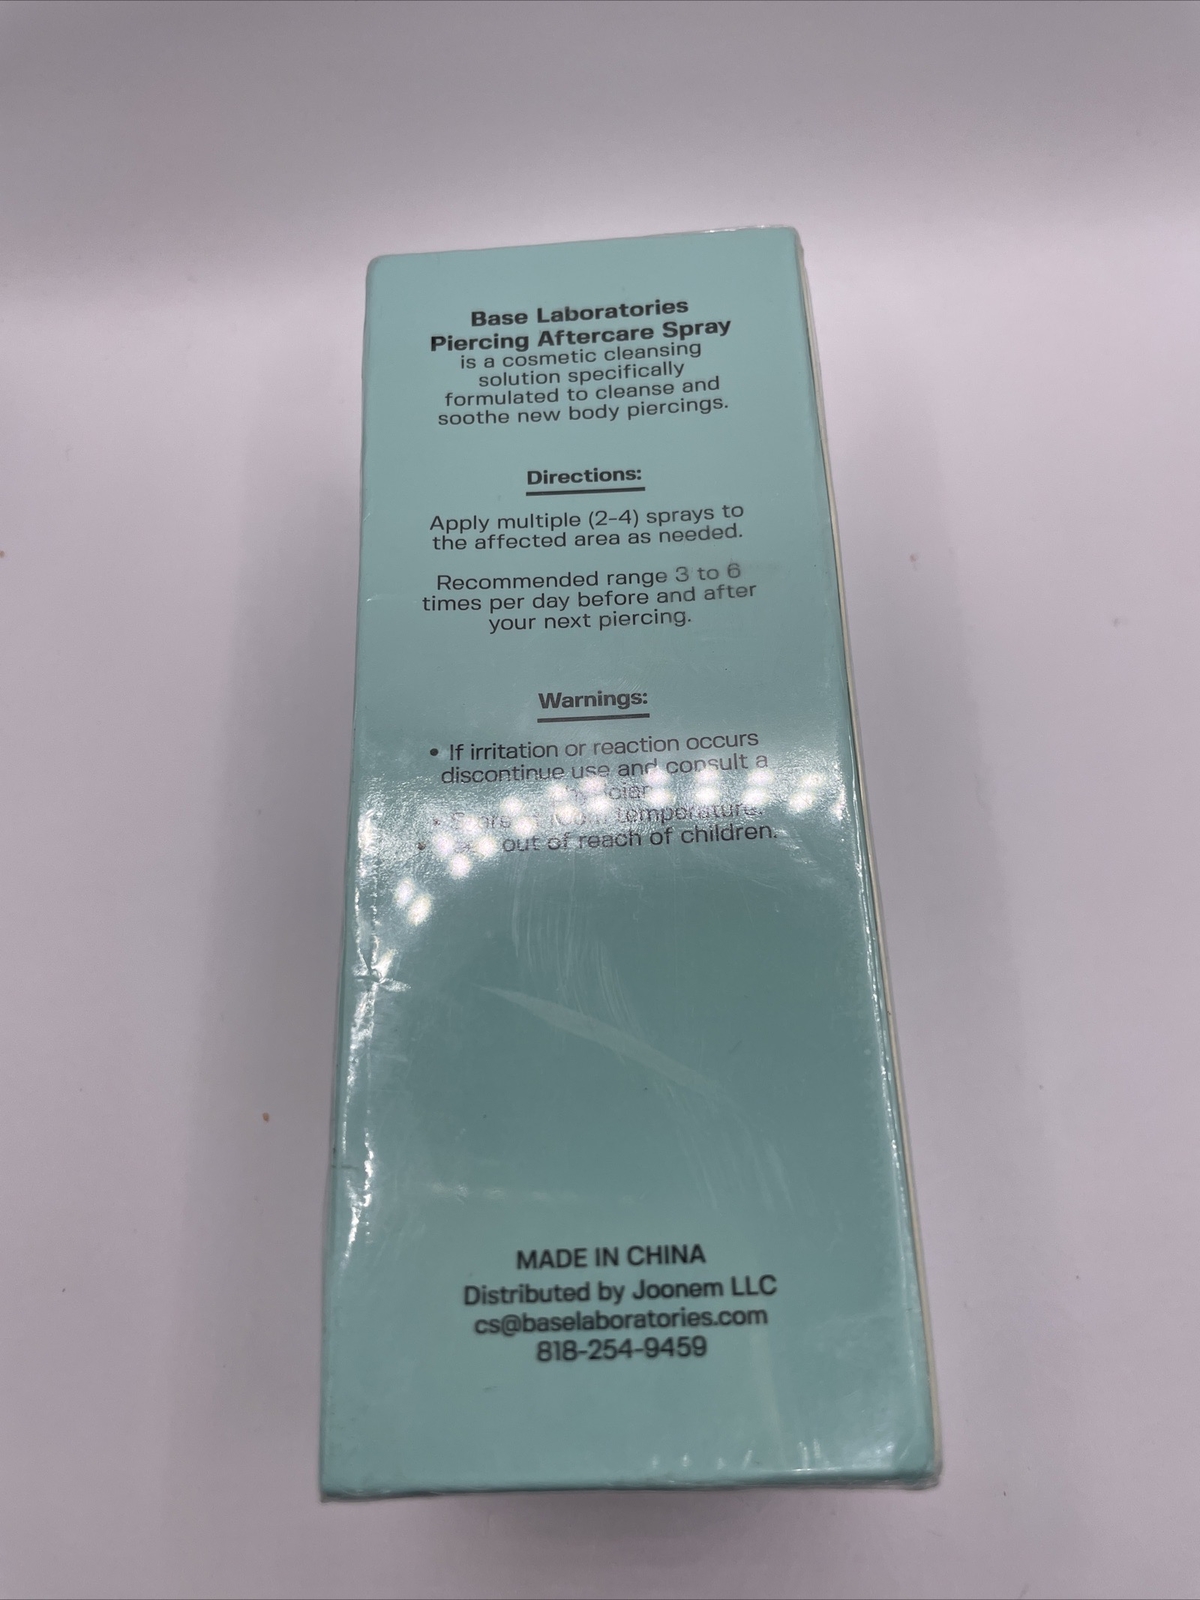 Base Laboratories
Piercing Aftercare Spray
is a cosmetic cleansing
solution specifically
formulated to cleanse and
soothe new body piercings.
Directions:
Apply multiple (2-4) sprays to
the affected area as needed.
Recommended range 3 to 6
times per day before and after
your next piercing.
Warnings:
• If irritation or reaction occurs
discontinue use and consult a
• room temperature.
• out of reach of children.
MADE IN CHINA
Distributed by Joonem LLC
cs@baselaboratories.com
818-254-9459